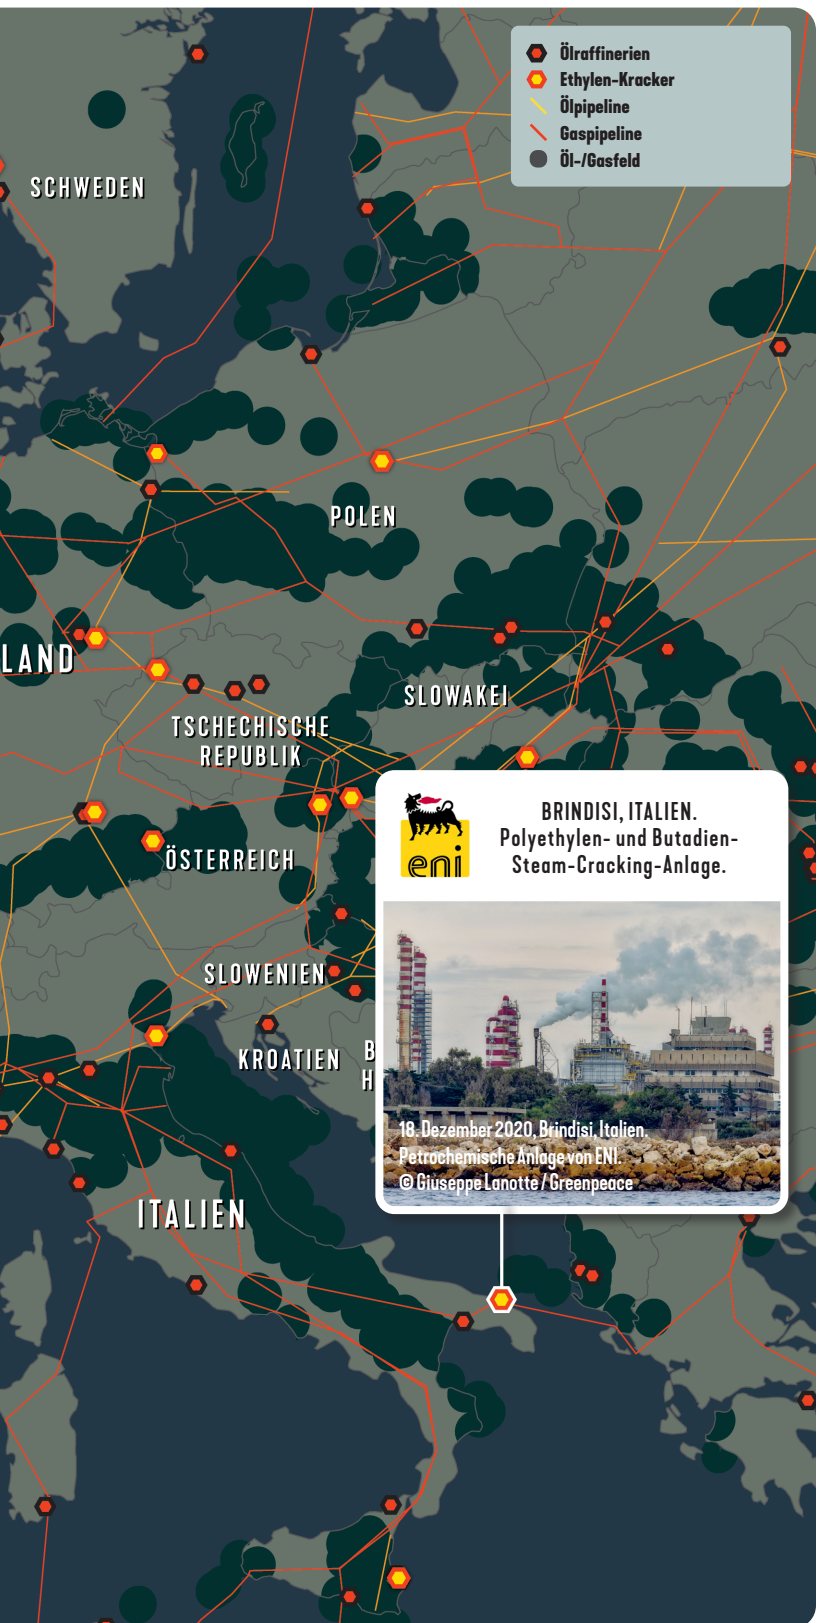 Ölraffinerien
Ethylen-Kracker
Ölpipeline
Gaspipeline
Öl-/Gasfeld
SCHWEDEN
POLEN
LAND
SLOWAKEI
TSCHECHISCHE
REPUBLIK
ÖSTERREICH
SLOWENIEN
KROATIEN
B
H
ITALIEN
eni
BRINDISI, ITALIEN.
Polyethylen- und Butadien-
Steam-Cracking-Anlage.
18. Dezember 2020, Brindisi, Italien.
Petrochemische Anlage von ENI.
© Giuseppe Lanotte / Greenpeace